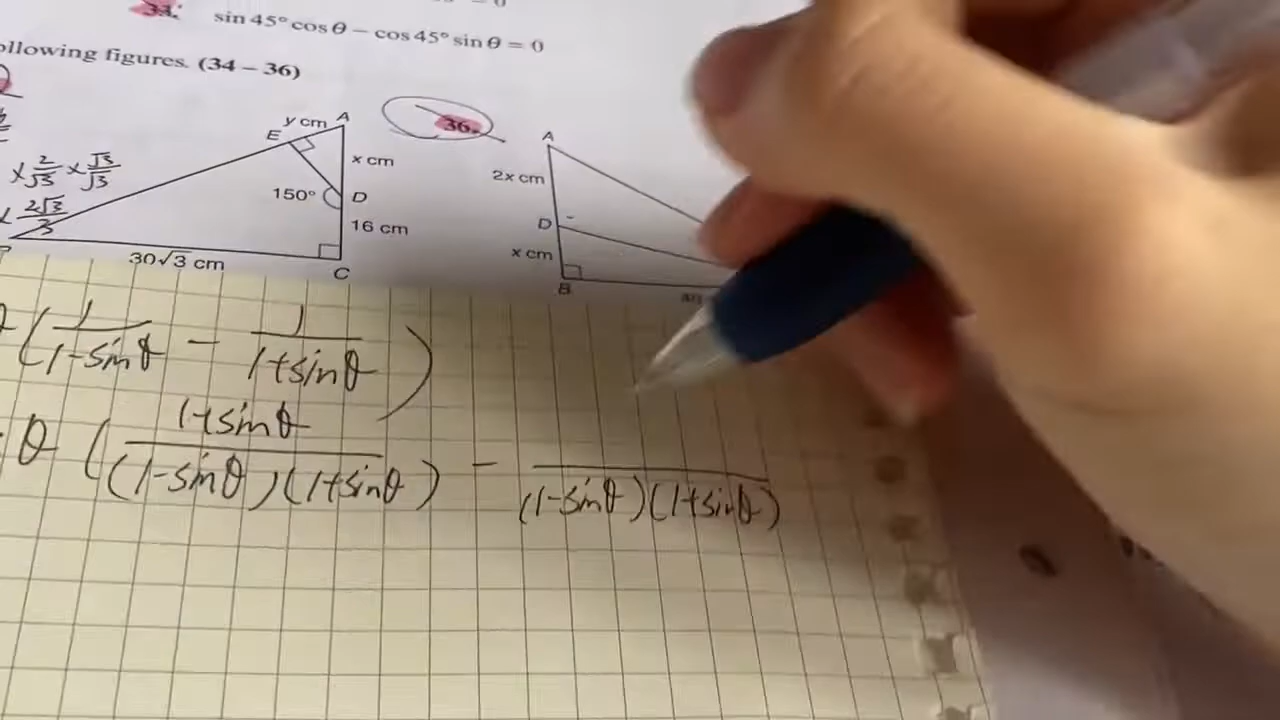 33. sin 45° cos θ − cos 45° sin θ = 0
ollowing figures. (34 – 36)
y cm A
E
x cm
150° D
16 cm
30√3 cm
C
× 2/√3 × √3/√3
2√3/3
36.
A
2x cm
D
x cm
B
(1/(1-sinθ) − 1/(1+sinθ))
θ ((1+sinθ)/((1-sinθ)(1+sinθ)) − /((1-sinθ)(1+sinθ))